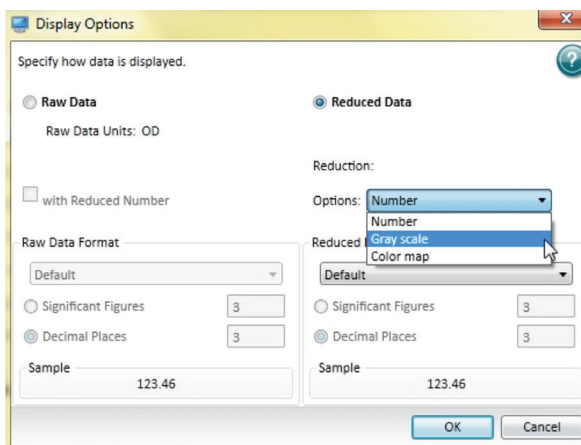 Display Options
Specify how data is displayed.
?
Raw Data
Reduced Data
Raw Data Units: OD
Reduction:
with Reduced Number
Options: Number
Number
Gray scale
Color map
Raw Data Format
Reduced
Default
Default
Significant Figures 3
Significant Figures 3
Decimal Places 3
Decimal Places 3
Sample
Sample
123.46
123.46
OK
Cancel